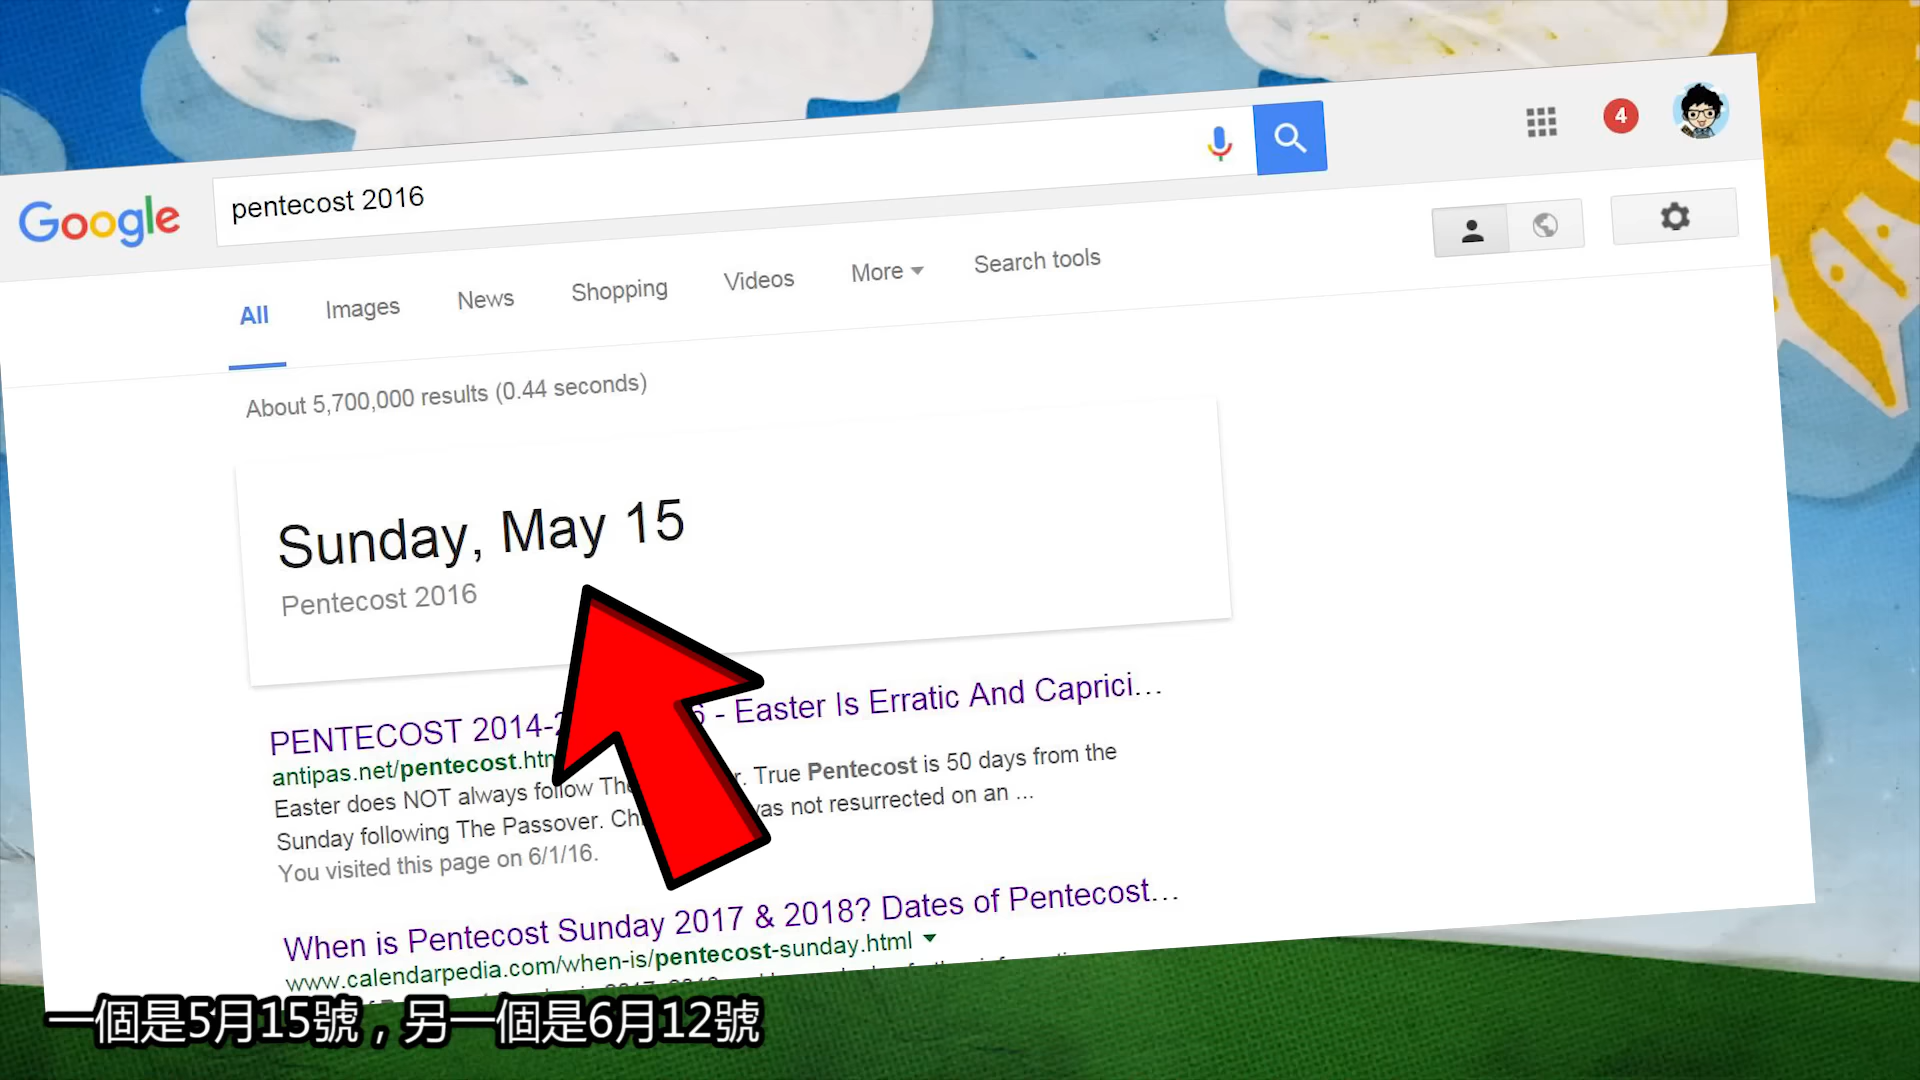 Google
pentecost 2016
4
All Images News Shopping Videos More Search tools
About 5,700,000 results (0.44 seconds)
Sunday, May 15
Pentecost 2016
PENTECOST 2014- - Easter Is Erratic And Caprici...
antipas.net/pentecost.htm
Easter does NOT always follow The r. True Pentecost is 50 days from the
Sunday following The Passover. Ch was not resurrected on an ...
You visited this page on 6/1/16.
When is Pentecost Sunday 2017 & 2018? Dates of Pentecost...
www.calendarpedia.com/when-is/pentecost-sunday.html
一個是5月15號，另一個是6月12號